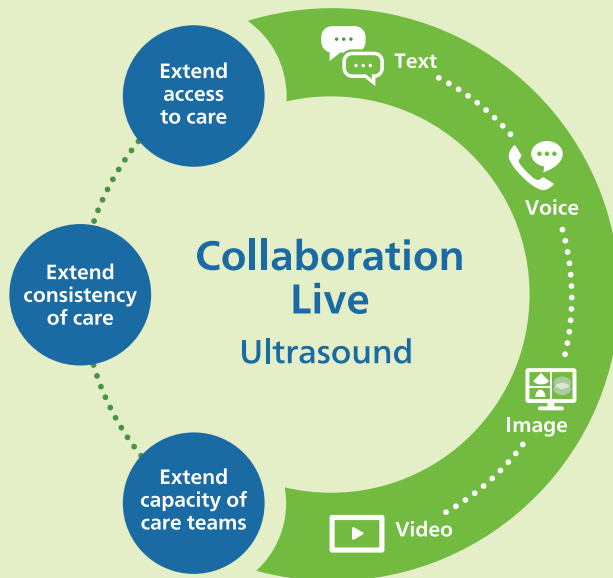 Extend
access
to care
Extend
consistency
of care
Extend
capacity of
care teams
Collaboration
Live
Ultrasound
Text
Voice
Image
Video